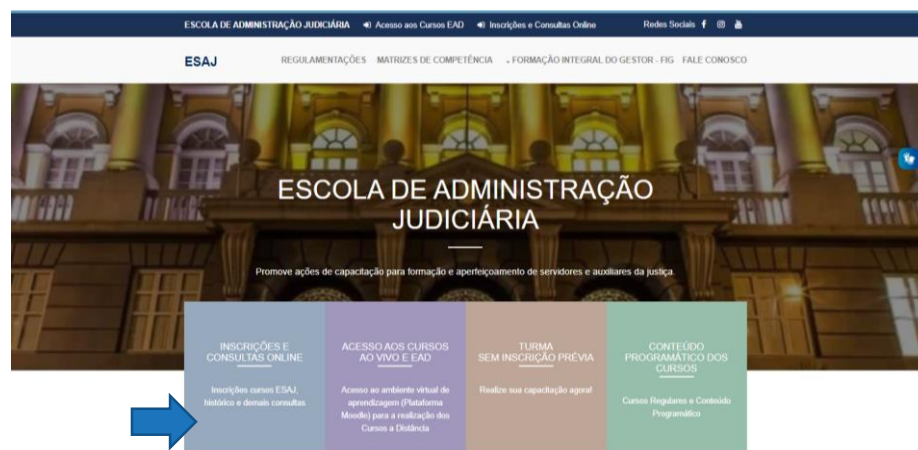 ESCOLA DE ADMINISTRAÇÃO JUDICIÁRIA Acesso aos Cursos EAD Inscrições e Consultas Online Redes Sociais
ESAJ REGULAMENTAÇÕES MATRIZES DE COMPETÊNCIA FORMAÇÃO INTEGRAL DO GESTOR - FIG FALE CONOSCO
ESCOLA DE ADMINISTRAÇÃO
JUDICIÁRIA
Promove ações de capacitação para formação e aperfeiçoamento de servidores e auxiliares da justiça.
INSCRIÇÕES E
CONSULTAS ONLINE
Inscrições cursos ESAJ,
histórico e demais consultas
ACESSO AOS CURSOS
AO VIVO E EAD
Acesso ao ambiente virtual de
aprendizagem (Plataforma
Moodle) para a realização dos
Cursos a Distância
TURMA
SEM INSCRIÇÃO PRÉVIA
Realize sua capacitação agora!
CONTEÚDO
PROGRAMÁTICO DOS
CURSOS
Cursos Regulares e Conteúdo
Programático